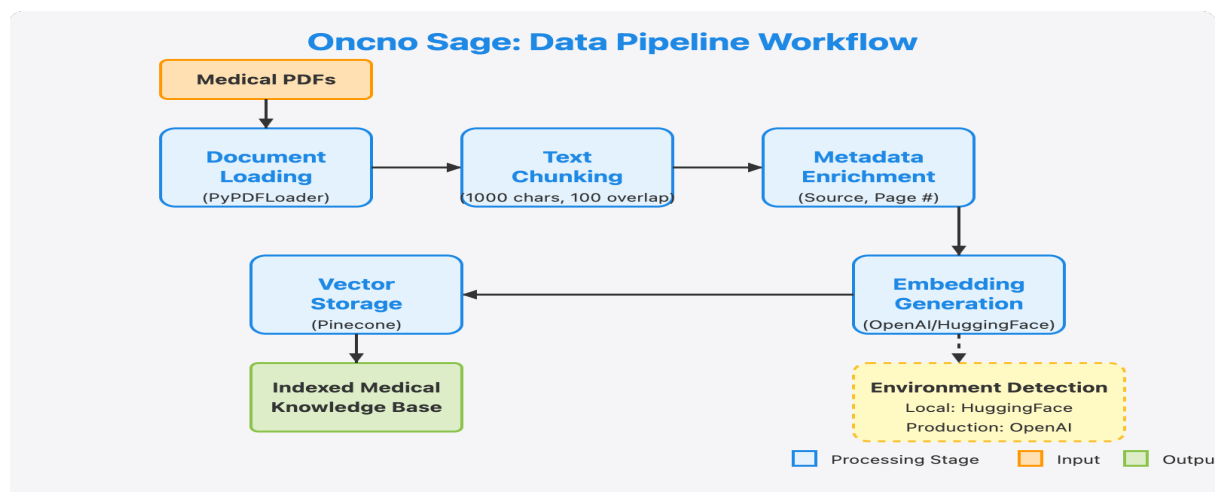 Oncno Sage: Data Pipeline Workflow
Medical PDFs
Document
Loading
(PyPDFLoader)
Text
Chunking
(1000 chars, 100 overlap)
Metadata
Enrichment
(Source, Page #)
Vector
Storage
(Pinecone)
Embedding
Generation
(OpenAI/HuggingFace)
Indexed Medical
Knowledge Base
Environment Detection
Local: HuggingFace
Production: OpenAI
Processing Stage
Input
Outpu